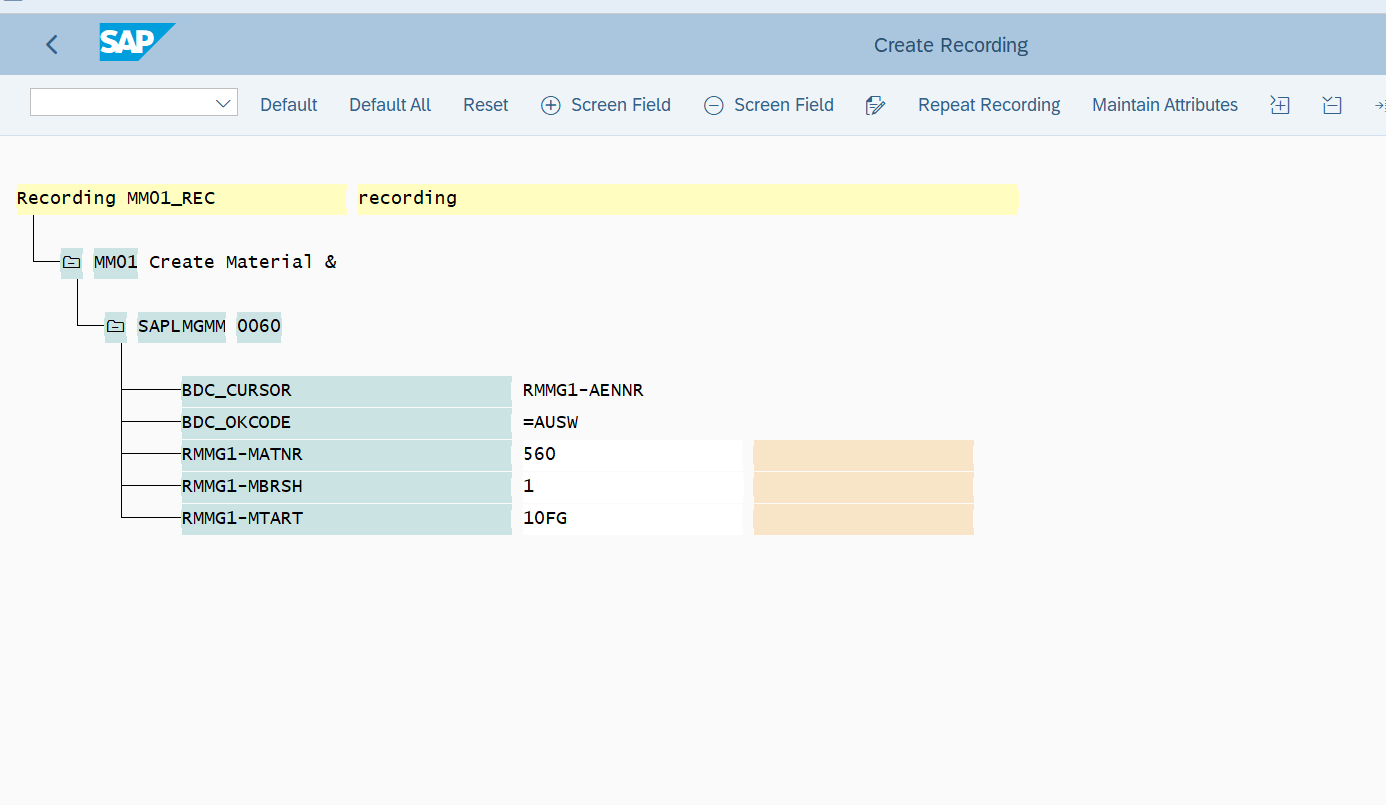 SAP
Create Recording
Default Default All Reset Screen Field Screen Field Repeat Recording Maintain Attributes
Recording MM01_REC recording
MM01 Create Material &
SAPLMGMM 0060
BDC_CURSOR RMMG1-AENNR
BDC_OKCODE =AUSW
RMMG1-MATNR 560
RMMG1-MBRSH 1
RMMG1-MTART 10FG